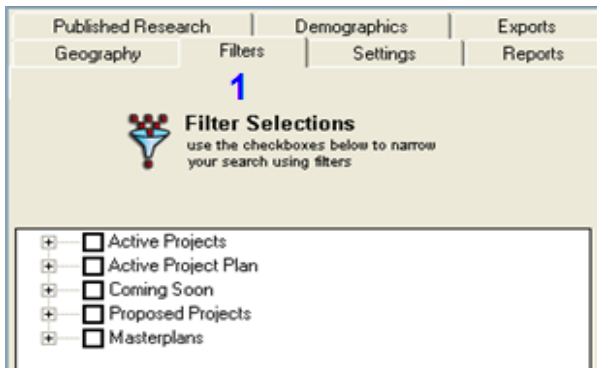 Published Research Demographics Exports
Geography Filters Settings Reports
1
Filter Selections
use the checkboxes below to narrow
your search using filters
Active Projects
Active Project Plan
Coming Soon
Proposed Projects
Masterplans